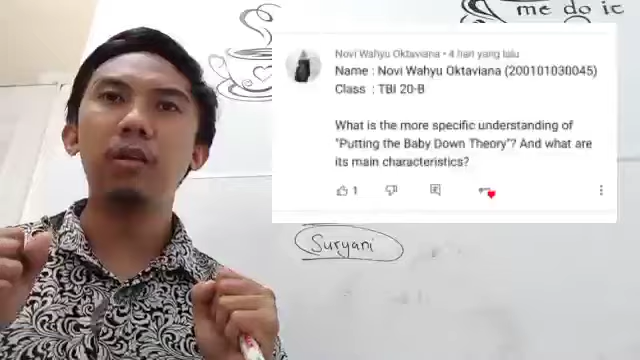 me do it
Novi Wahyu Oktaviana • 4 hari yang lalu
Name : Novi Wahyu Oktaviana (200101030045)
Class : TBI 20-B
What is the more specific understanding of
"Putting the Baby Down Theory"? And what are
its main characteristics?
1
Suryani